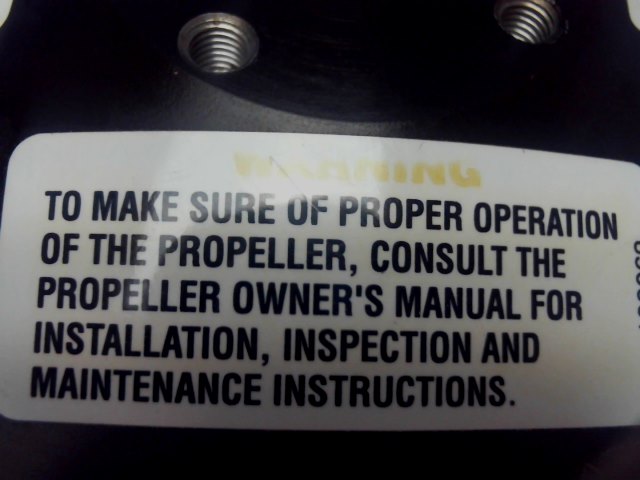 WARNING
TO MAKE SURE OF PROPER OPERATION
OF THE PROPELLER, CONSULT THE
PROPELLER OWNER'S MANUAL FOR
INSTALLATION, INSPECTION AND
MAINTENANCE INSTRUCTIONS.